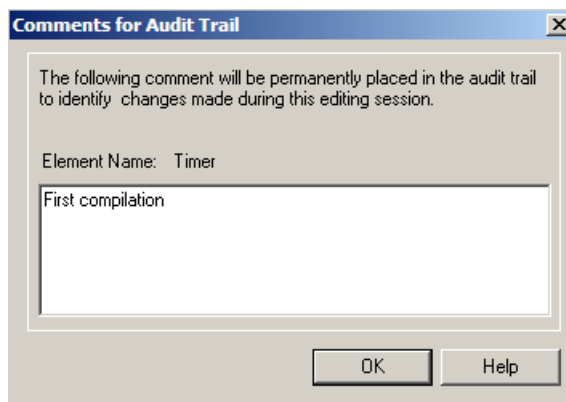 Comments for Audit Trail
The following comment will be permanently placed in the audit trail
to identify changes made during this editing session.
Element Name: Timer
First compilation
OK Help